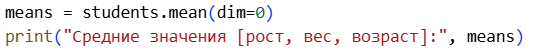 means = students.mean(dim=0)
print("Средние значения [рост, вес, возраст]:", means)